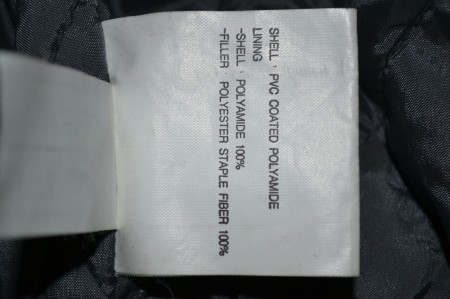 SHELL : PVC COATED POLYAMIDE
LINING
~SHELL : POLYAMIDE 100%
~FILLER : POLYESTER STAPLE FIBER 100%